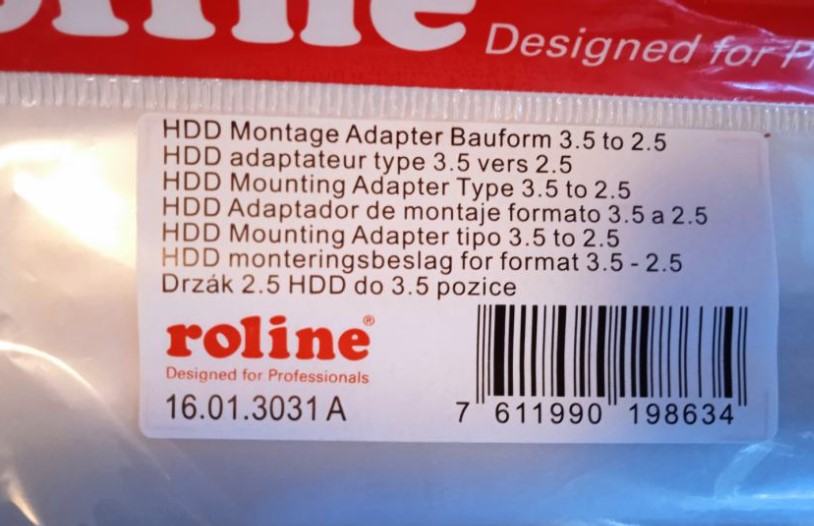 Designed for
HDD Montage Adapter Bauform 3.5 to 2.5
HDD adaptateur type 3.5 vers 2.5
HDD Mounting Adapter Type 3.5 to 2.5
HDD Adaptador de montaje formato 3.5 a 2.5
HDD Mounting Adapter tipo 3.5 to 2.5
HDD monteringsbeslag for format 3.5 - 2.5
Drzák 2.5 HDD do 3.5 pozice
roline®
Designed for Professionals
16.01.3031 A
7 611990 198634